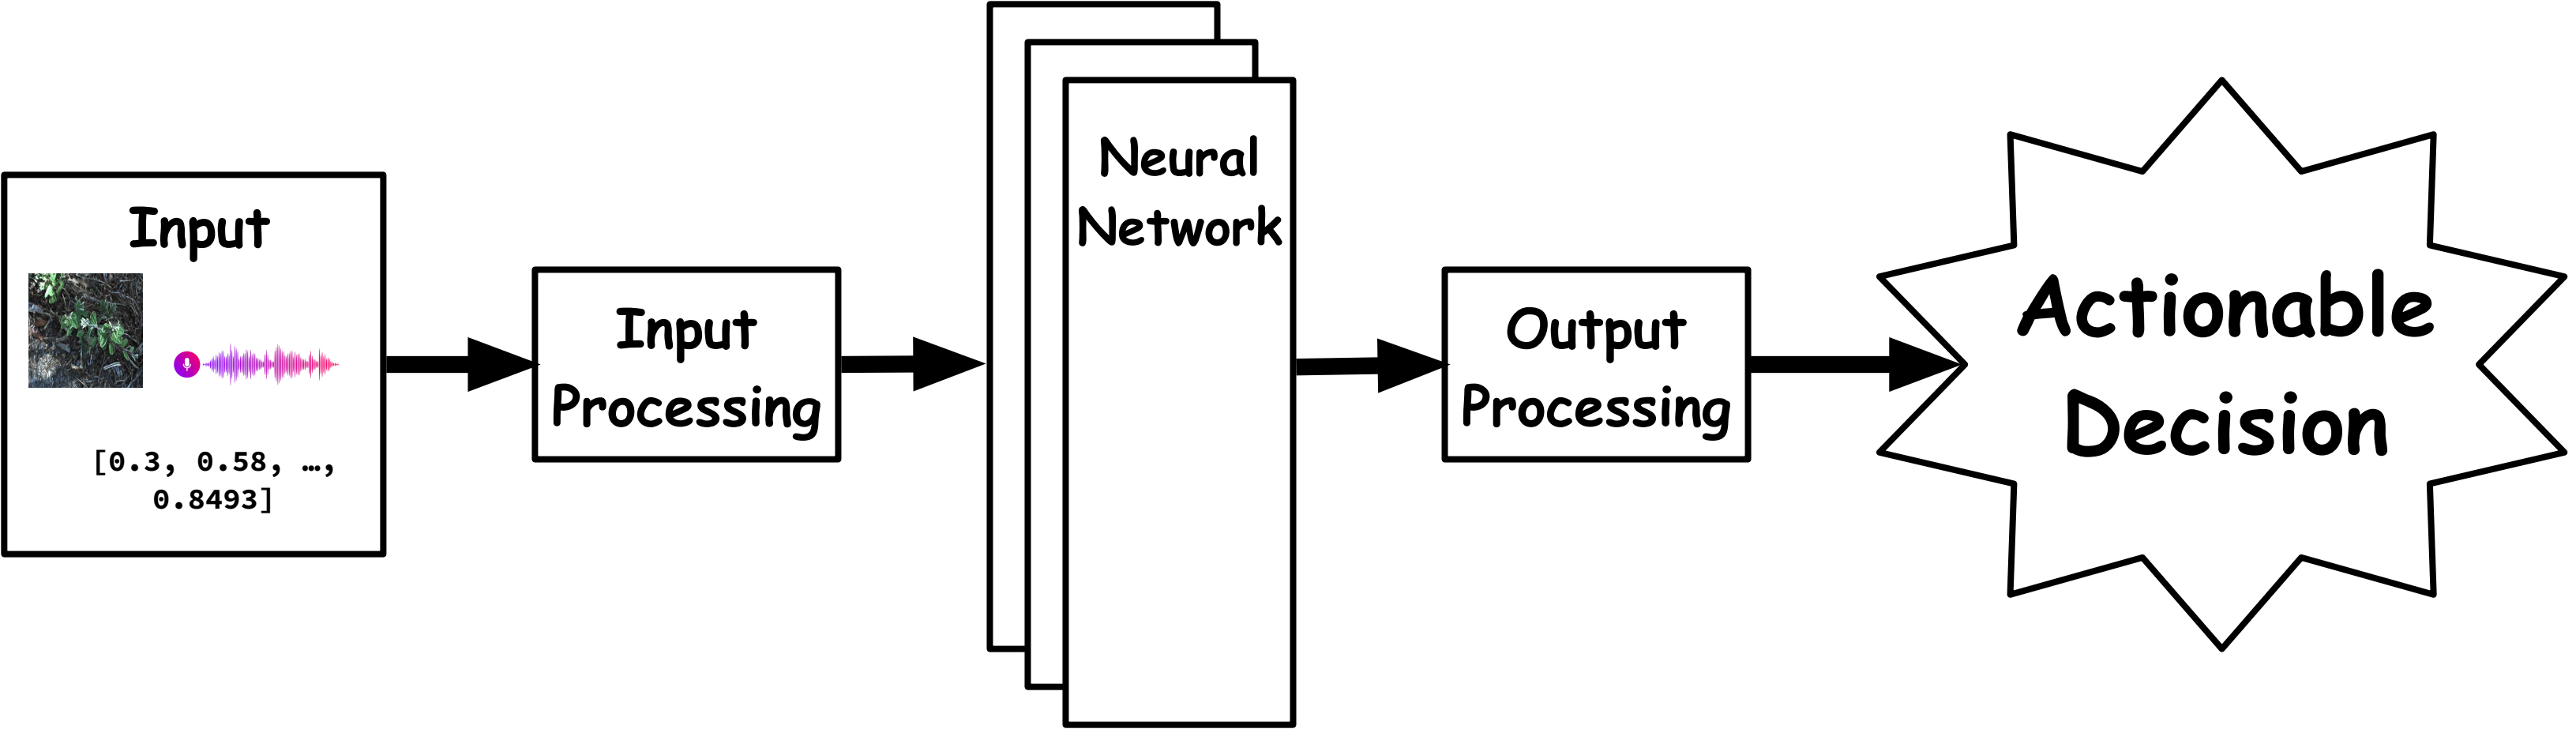 Input
[0.3, 0.58, …,
0.8493]
Input
Processing
Neural
Network
Output
Processing
Actionable
Decision